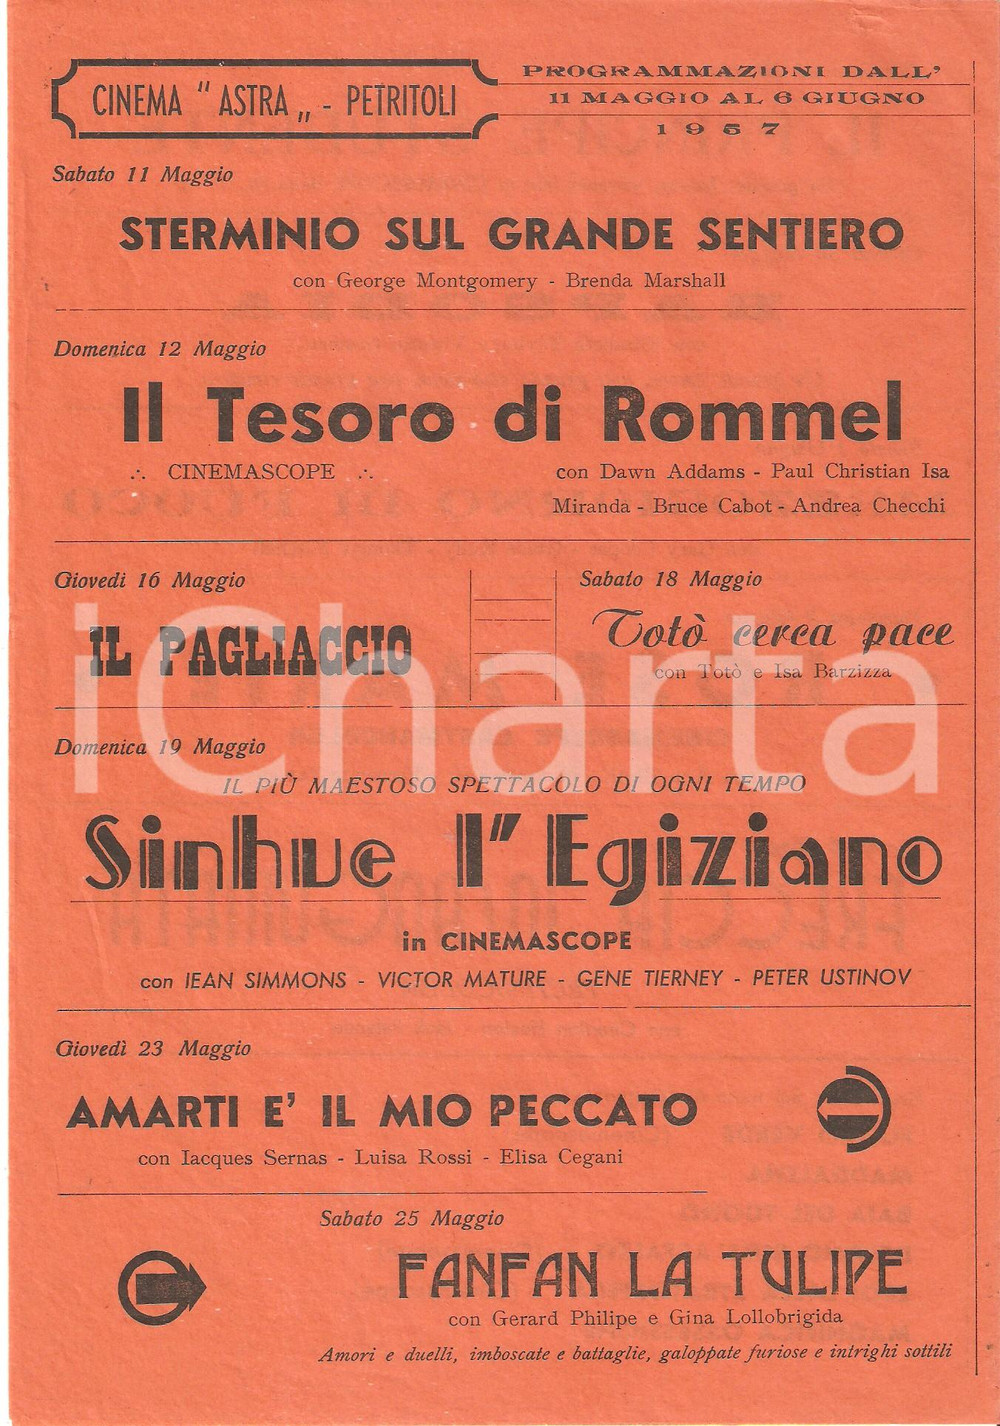 CINEMA "ASTRA„ - PETRITOLI
PROGRAMMAZIONI DALL'
11 MAGGIO AL 6 GIUGNO
1957
Sabato 11 Maggio
STERMINIO SUL GRANDE SENTIERO
con George Montgomery - Brenda Marshall
Domenica 12 Maggio
Il Tesoro di Rommel
∴ CINEMASCOPE ∴
con Dawn Addams - Paul Christian Isa
Miranda - Bruce Cabot - Andrea Checchi
Giovedì 16 Maggio
IL PAGLIACCIO
Sabato 18 Maggio
Totò cerca pace
con Totò e Isa Barzizza
iCharta
Domenica 19 Maggio
IL PIÙ MAESTOSO SPETTACOLO DI OGNI TEMPO
Sinhue l'Egiziano
in CINEMASCOPE
con IEAN SIMMONS - VICTOR MATURE - GENE TIERNEY - PETER USTINOV
Giovedì 23 Maggio
AMARTI E' IL MIO PECCATO
con Iacques Sernas - Luisa Rossi - Elisa Cegani
Sabato 25 Maggio
FANFAN LA TULIPE
con Gerard Philipe e Gina Lollobrigida
Amori e duelli, imboscate e battaglie, galoppate furiose e intrighi sottili